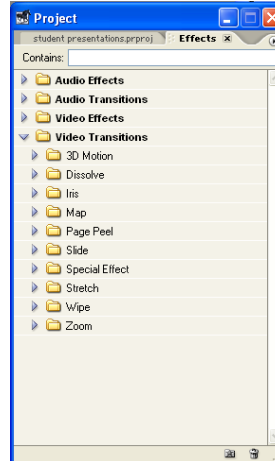 Project
student presentations.prproj Effects x
Contains:
Audio Effects
Audio Transitions
Video Effects
Video Transitions
3D Motion
Dissolve
Iris
Map
Page Peel
Slide
Special Effect
Stretch
Wipe
Zoom